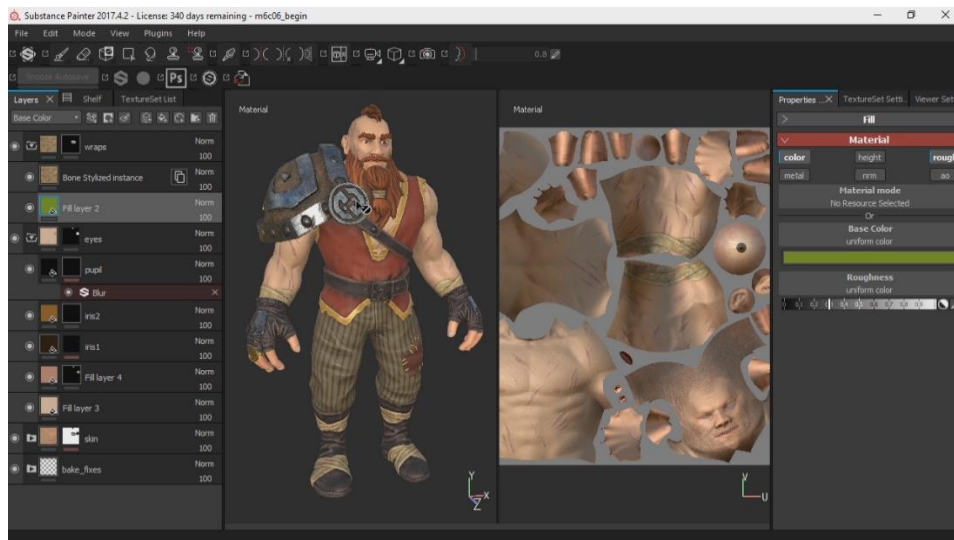 Substance Painter 2017.4.2 - License: 340 days remaining - m6c06_begin
File Edit Mode View Plugins Help
0.8
Ps
Layers Shelf TextureSet List
Base Color
wraps Norm 100
Bone Stylized instance Norm 100
Fill layer 2 Norm 100
eyes Norm 100
pupil Norm 100
Blur
iris2 Norm 100
iris1 Norm 100
Fill layer 4 Norm 100
Fill layer 3 Norm 100
skin Norm 100
bake_fixes Norm 100
Material
Y
X
Z
Material
V
U
Properties ... TextureSet Setti. Viewer Set
Fill
Material
color height roug
metal nrm ao
Material mode
No Resource Selected
Or
Base Color
uniform color
Roughness
uniform color